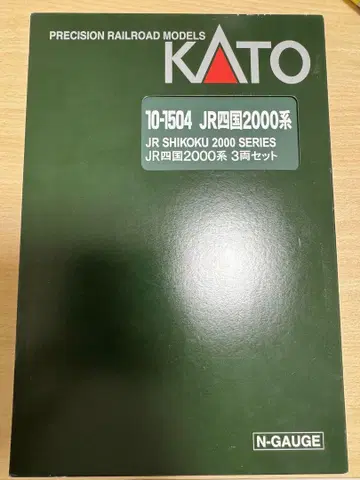 PRECISION RAILROAD MODELS
KATO
10-1504 JR四国2000系
JR SHIKOKU 2000 SERIES
JR四国2000系 3両セット
N-GAUGE